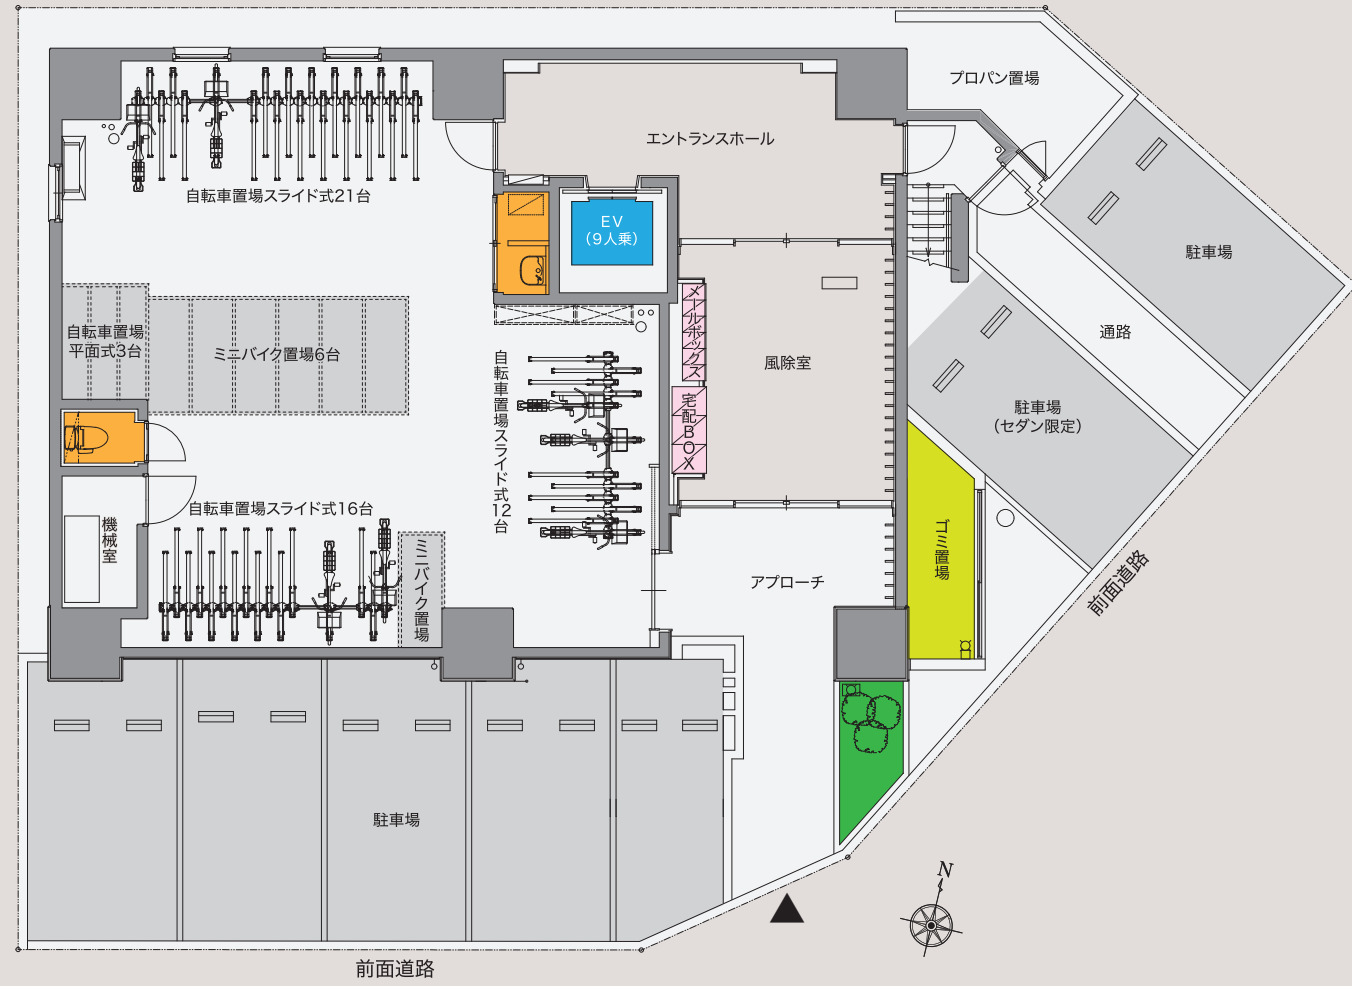 プロパン置場
エントランスホール
自転車置場スライド式21台
EV
（9人乗）
駐車場
通路
メールボックス
風除室
自転車置場
平面式3台
ミニバイク置場6台
自転車置場スライド式12台
宅配BOX
駐車場
（セダン限定）
自転車置場スライド式16台
機械室
ミニバイク置場
アプローチ
ゴミ置場
前面道路
駐車場
N
前面道路